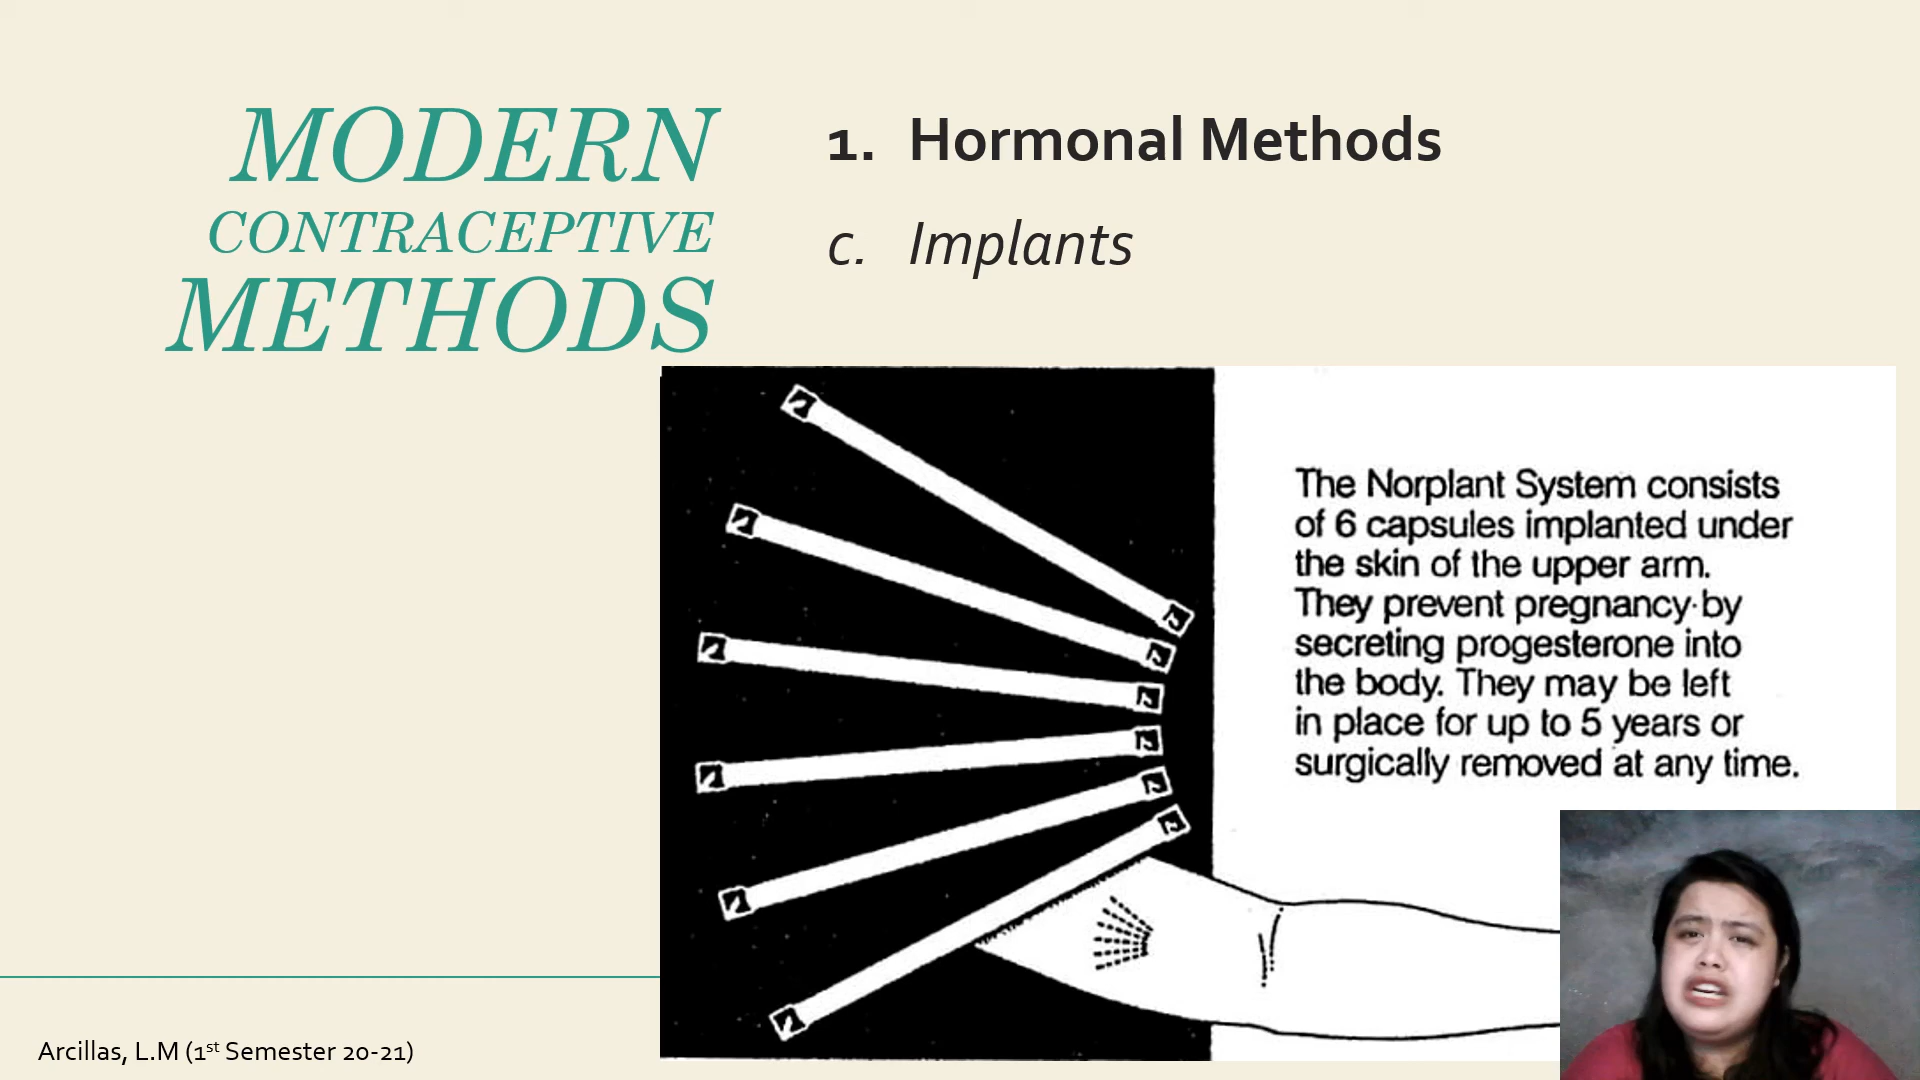 MODERN
CONTRACEPTIVE
METHODS
1. Hormonal Methods
c. Implants
The Norplant System consists
of 6 capsules implanted under
the skin of the upper arm.
They prevent pregnancy by
secreting progesterone into
the body. They may be left
in place for up to 5 years or
surgically removed at any time.
Arcillas, L.M (1st Semester 20-21)